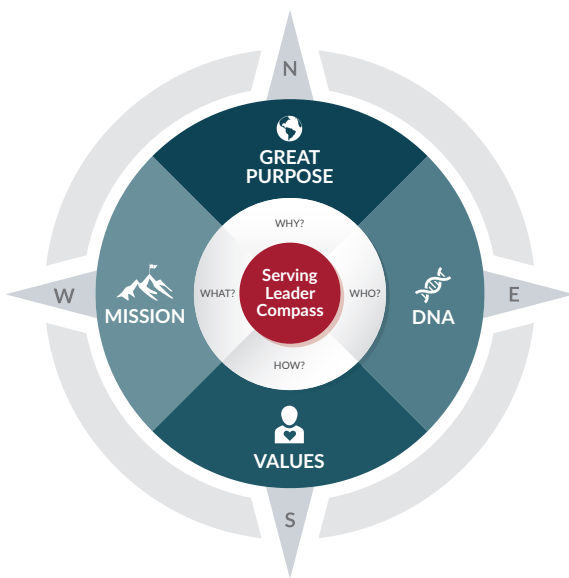 N
GREAT
PURPOSE
WHY?
W
MISSION
WHAT?
Serving
Leader
Compass
WHO?
DNA
E
HOW?
VALUES
S